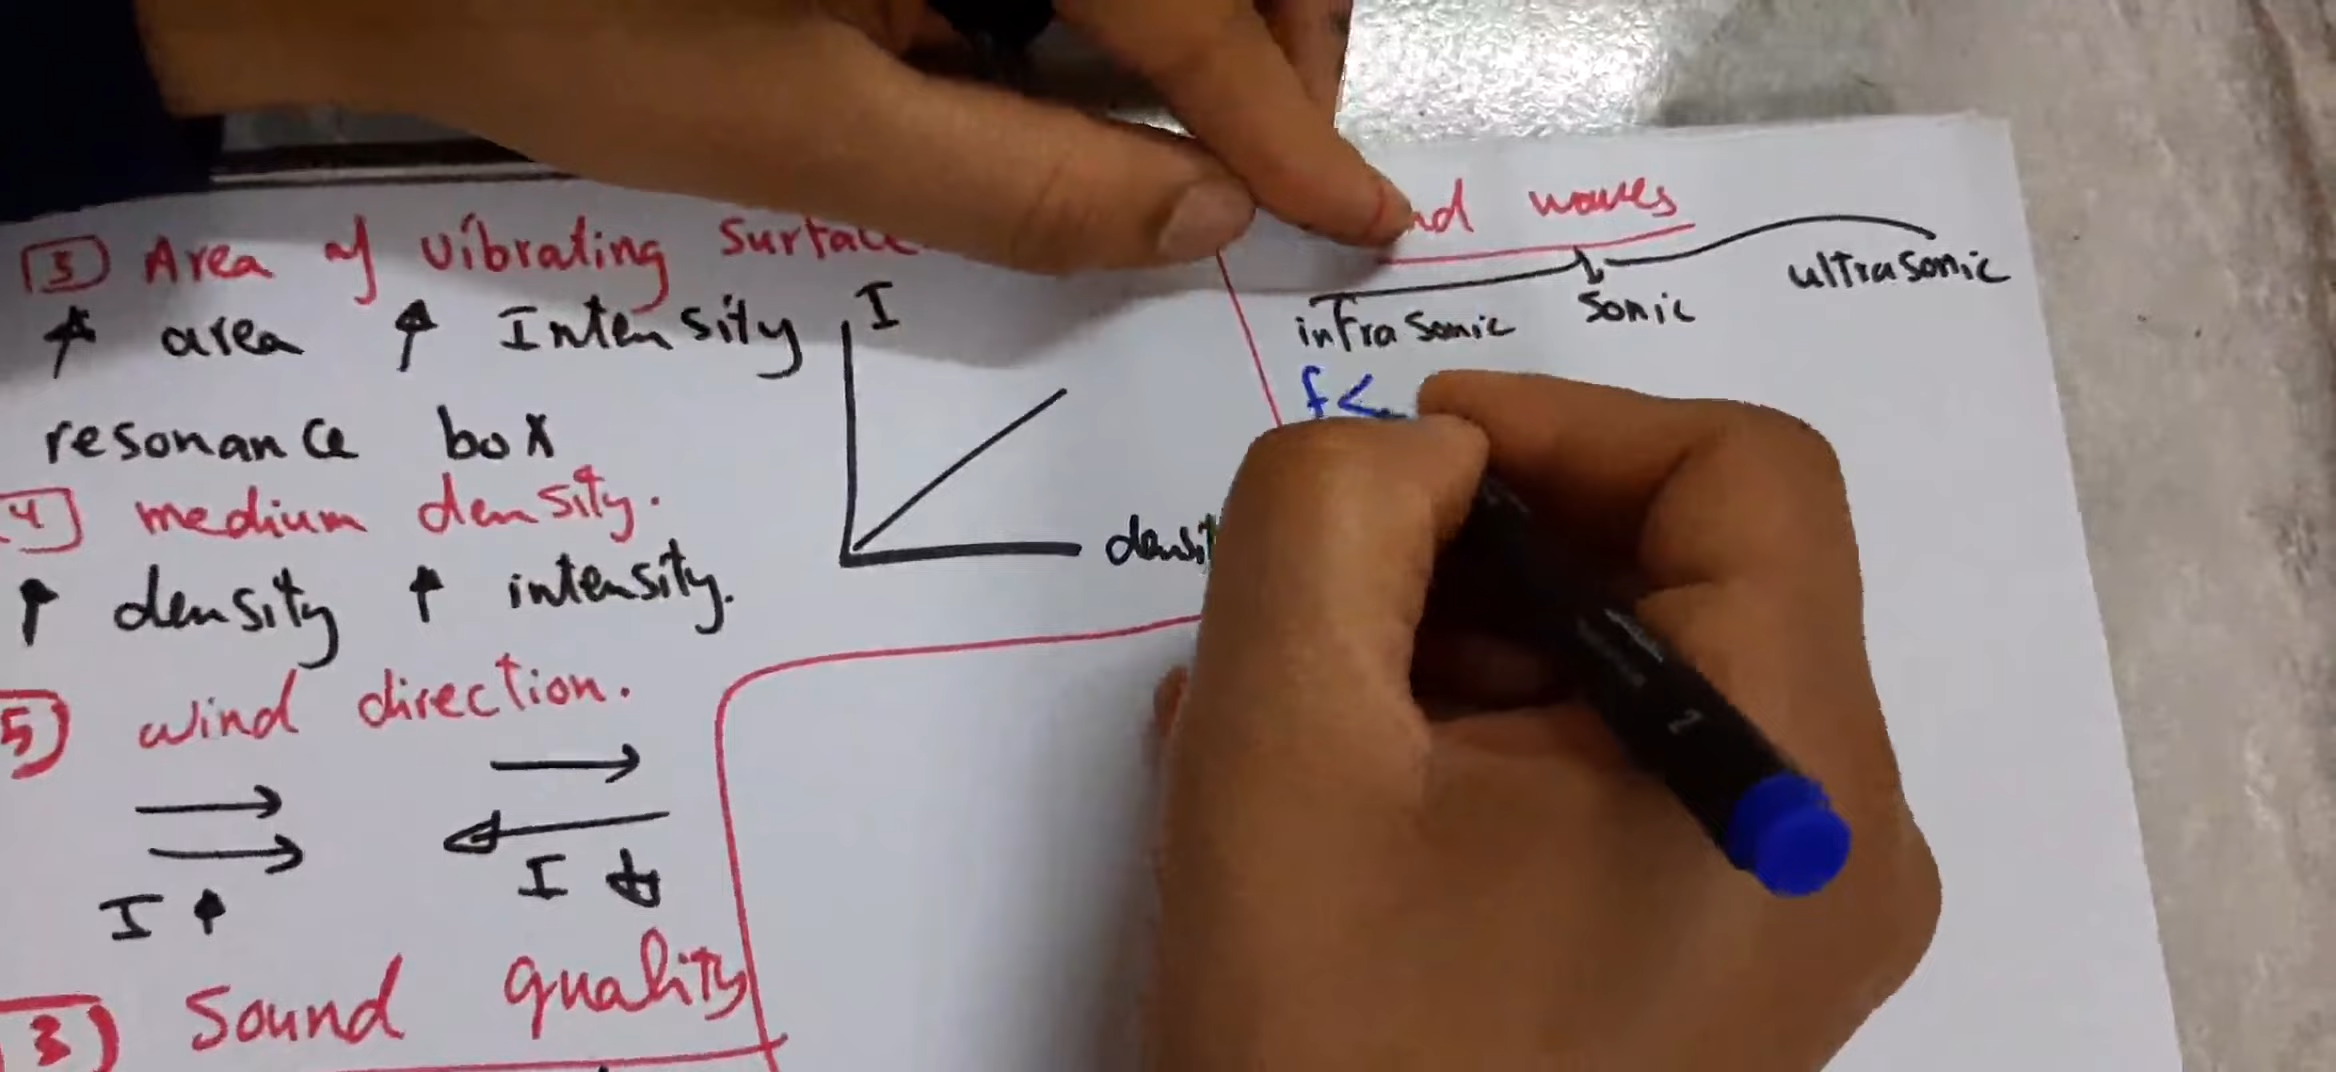 3 Area of vibrating
↑ area ↑ Intensity
resonance box
I
4 medium density.
↑ density ↑ intensity.
5) wind direction.
I ↑
I ↓
3) Sound quality
waves
infrasonic
sonic
ultrasonic
f <
2